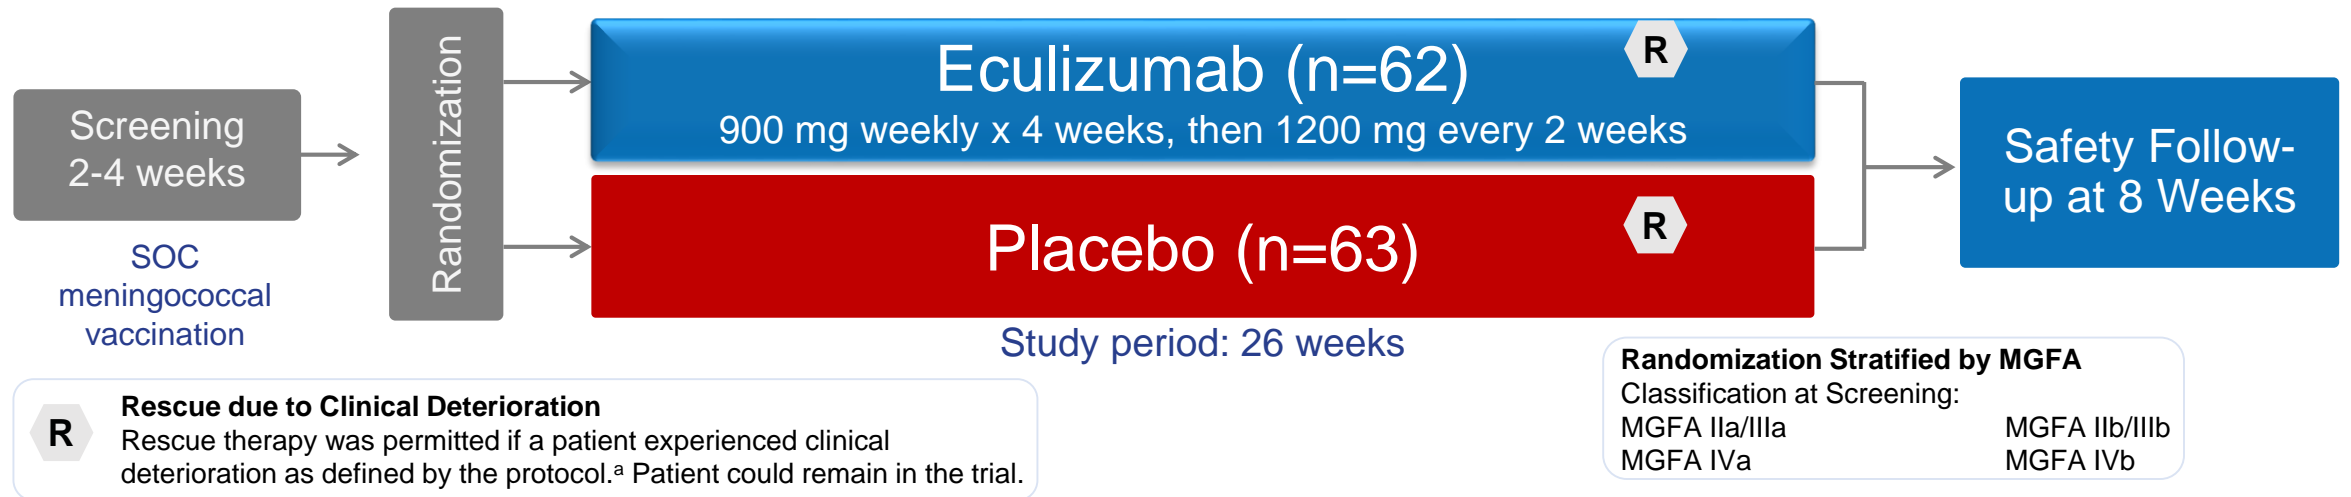 Screening
2-4 weeks
SOC
meningococcal
vaccination
Randomization
Eculizumab (n=62)
R
900 mg weekly x 4 weeks, then 1200 mg every 2 weeks
Placebo (n=63)
R
Study period: 26 weeks
Safety Follow-
up at 8 Weeks
R
Rescue due to Clinical Deterioration
Rescue therapy was permitted if a patient experienced clinical
deterioration as defined by the protocol.ᵃ Patient could remain in the trial.
Randomization Stratified by MGFA
Classification at Screening:
MGFA IIa/IIIa MGFA IIb/IIIb
MGFA IVa MGFA IVb